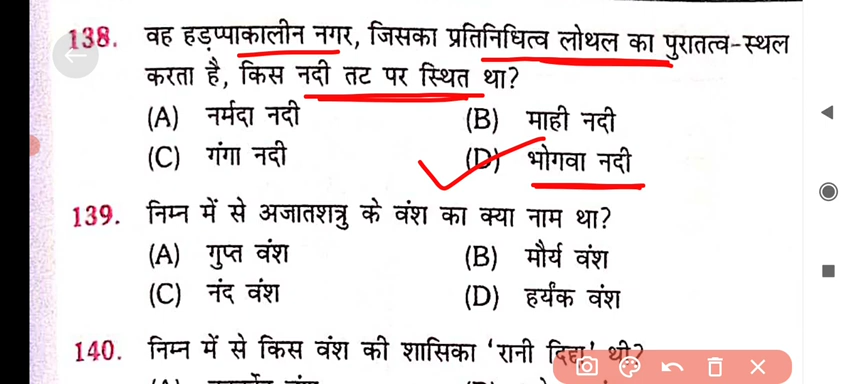 138. वह हड़प्पाकालीन नगर, जिसका प्रतिनिधित्व लोथल का पुरातत्व-स्थल
करता है, किस नदी तट पर स्थित था?
(A) नर्मदा नदी (B) माही नदी
(C) गंगा नदी (D) भोगवा नदी
139. निम्न में से अजातशत्रु के वंश का क्या नाम था?
(A) गुप्त वंश (B) मौर्य वंश
(C) नंद वंश (D) हर्यंक वंश
140. निम्न में से किस वंश की शासिका 'रानी दिद्दा' थी?